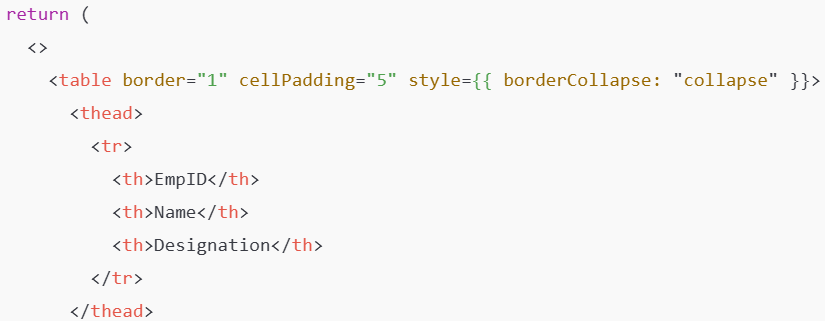 return (
<>
<table border="1" cellPadding="5" style={{ borderCollapse: "collapse" }}>
<thead>
<tr>
<th>EmpID</th>
<th>Name</th>
<th>Designation</th>
</tr>
</thead>